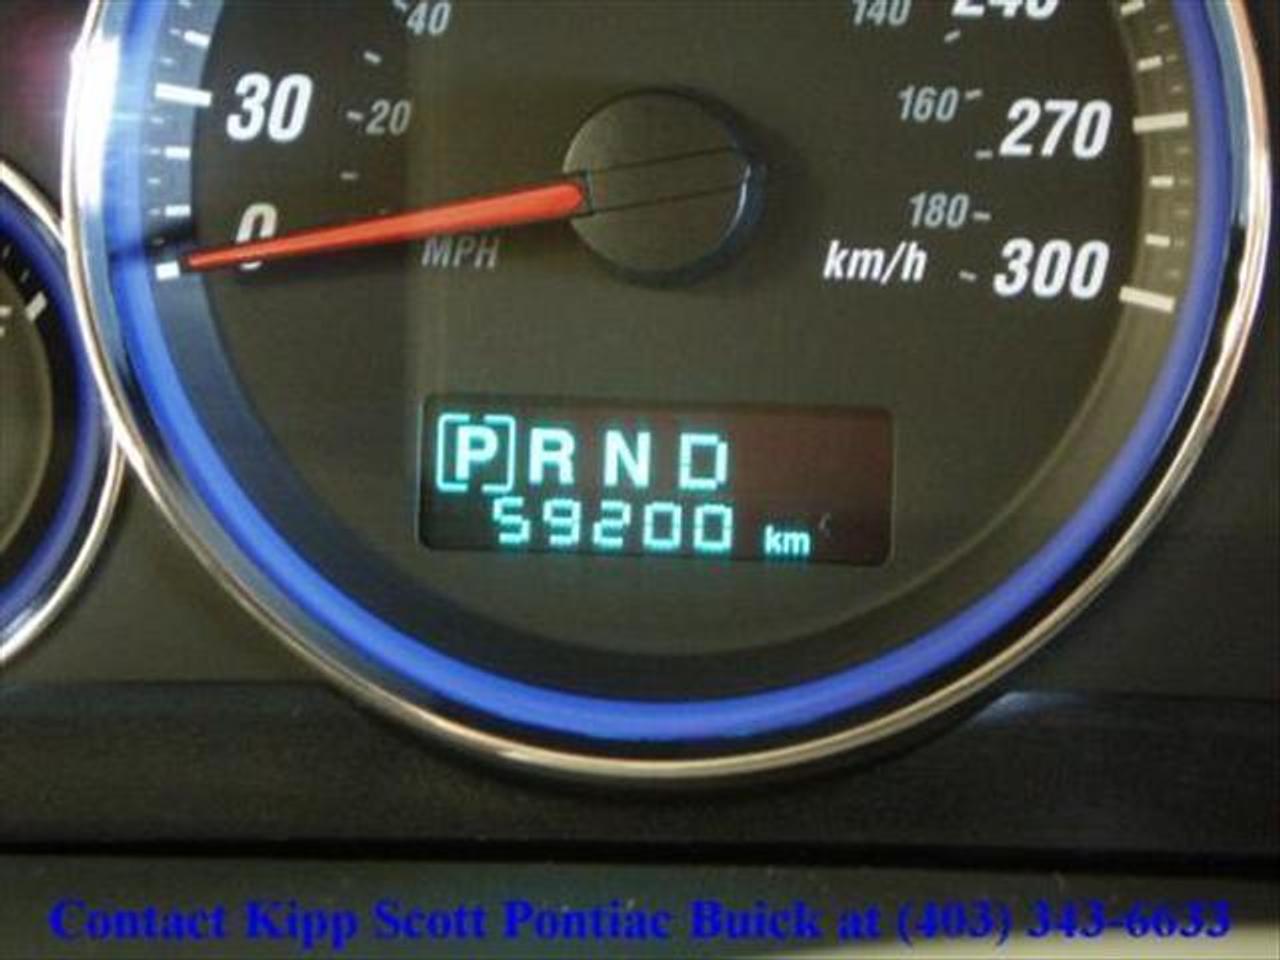 40
140 240
30 20
160 270
0 MPH
180
km/h 300
[P] R N D
59200 km
Contact Kipp Scott Pontiac Buick at (403) 343-6633